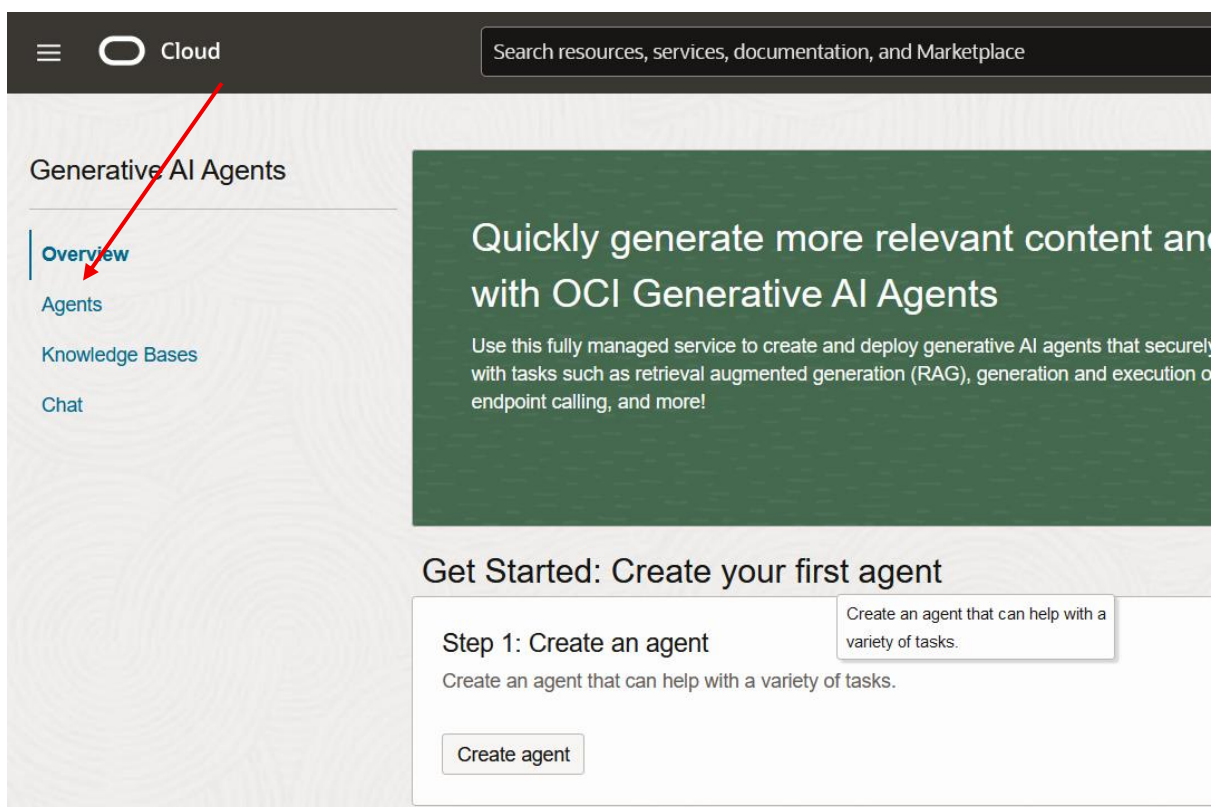 Cloud
Search resources, services, documentation, and Marketplace
Generative AI Agents
Overview
Agents
Knowledge Bases
Chat
Quickly generate more relevant content and
with OCI Generative AI Agents
Use this fully managed service to create and deploy generative AI agents that securely
with tasks such as retrieval augmented generation (RAG), generation and execution o
endpoint calling, and more!
Get Started: Create your first agent
Step 1: Create an agent
Create an agent that can help with a variety of tasks.
Create agent
Create an agent that can help with a
variety of tasks.